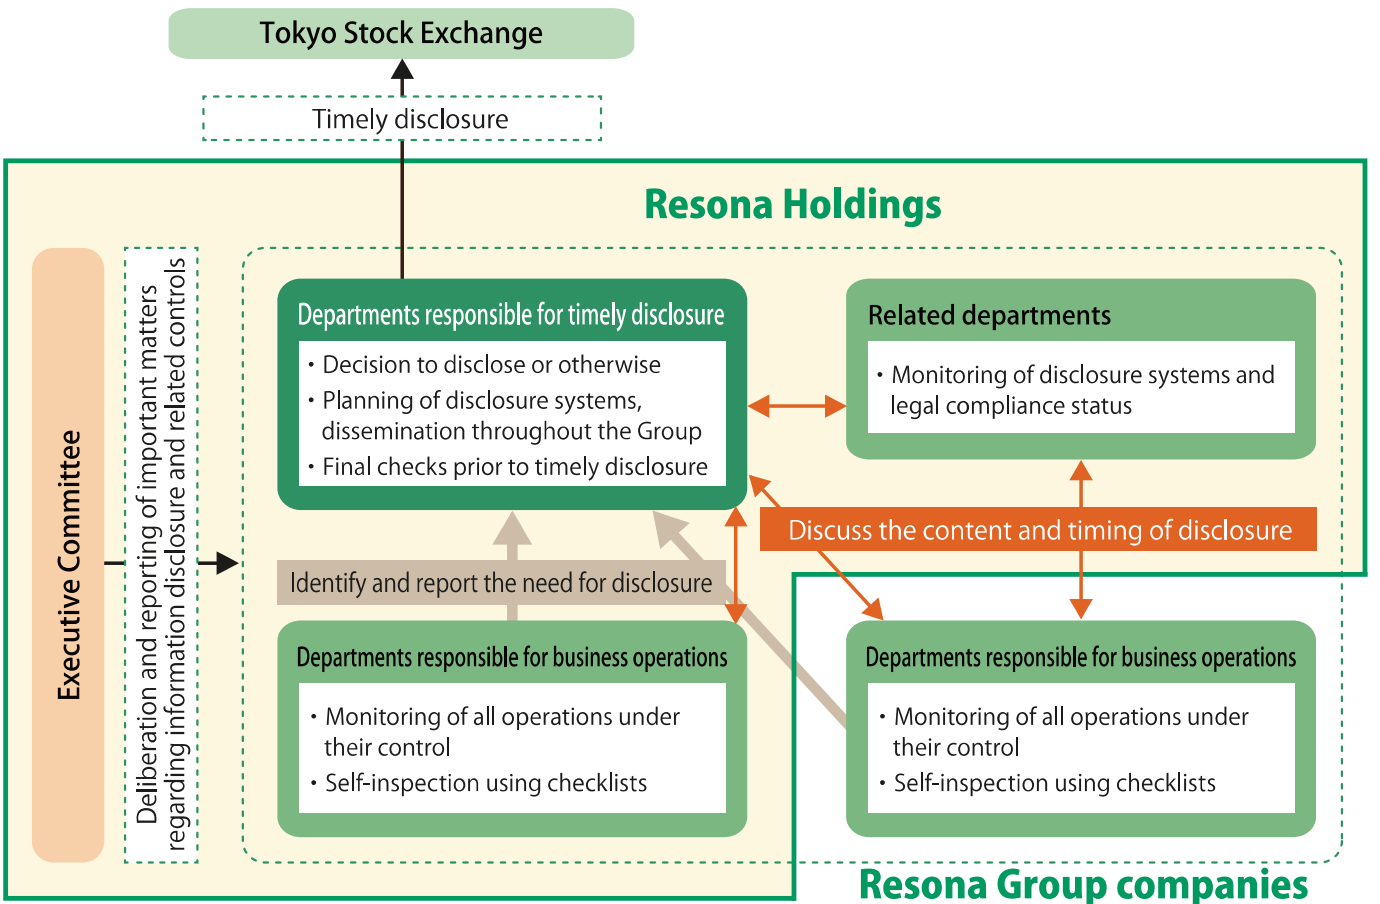 Tokyo Stock Exchange
Timely disclosure
Resona Holdings
Executive Committee
Deliberation and reporting of important matters
regarding information disclosure and related controls
Departments responsible for timely disclosure
・Decision to disclose or otherwise
・Planning of disclosure systems,
dissemination throughout the Group
・Final checks prior to timely disclosure
Related departments
・Monitoring of disclosure systems and
legal compliance status
Discuss the content and timing of disclosure
Identify and report the need for disclosure
Departments responsible for business operations
・Monitoring of all operations under
their control
・Self-inspection using checklists
Departments responsible for business operations
・Monitoring of all operations under
their control
・Self-inspection using checklists
Resona Group companies